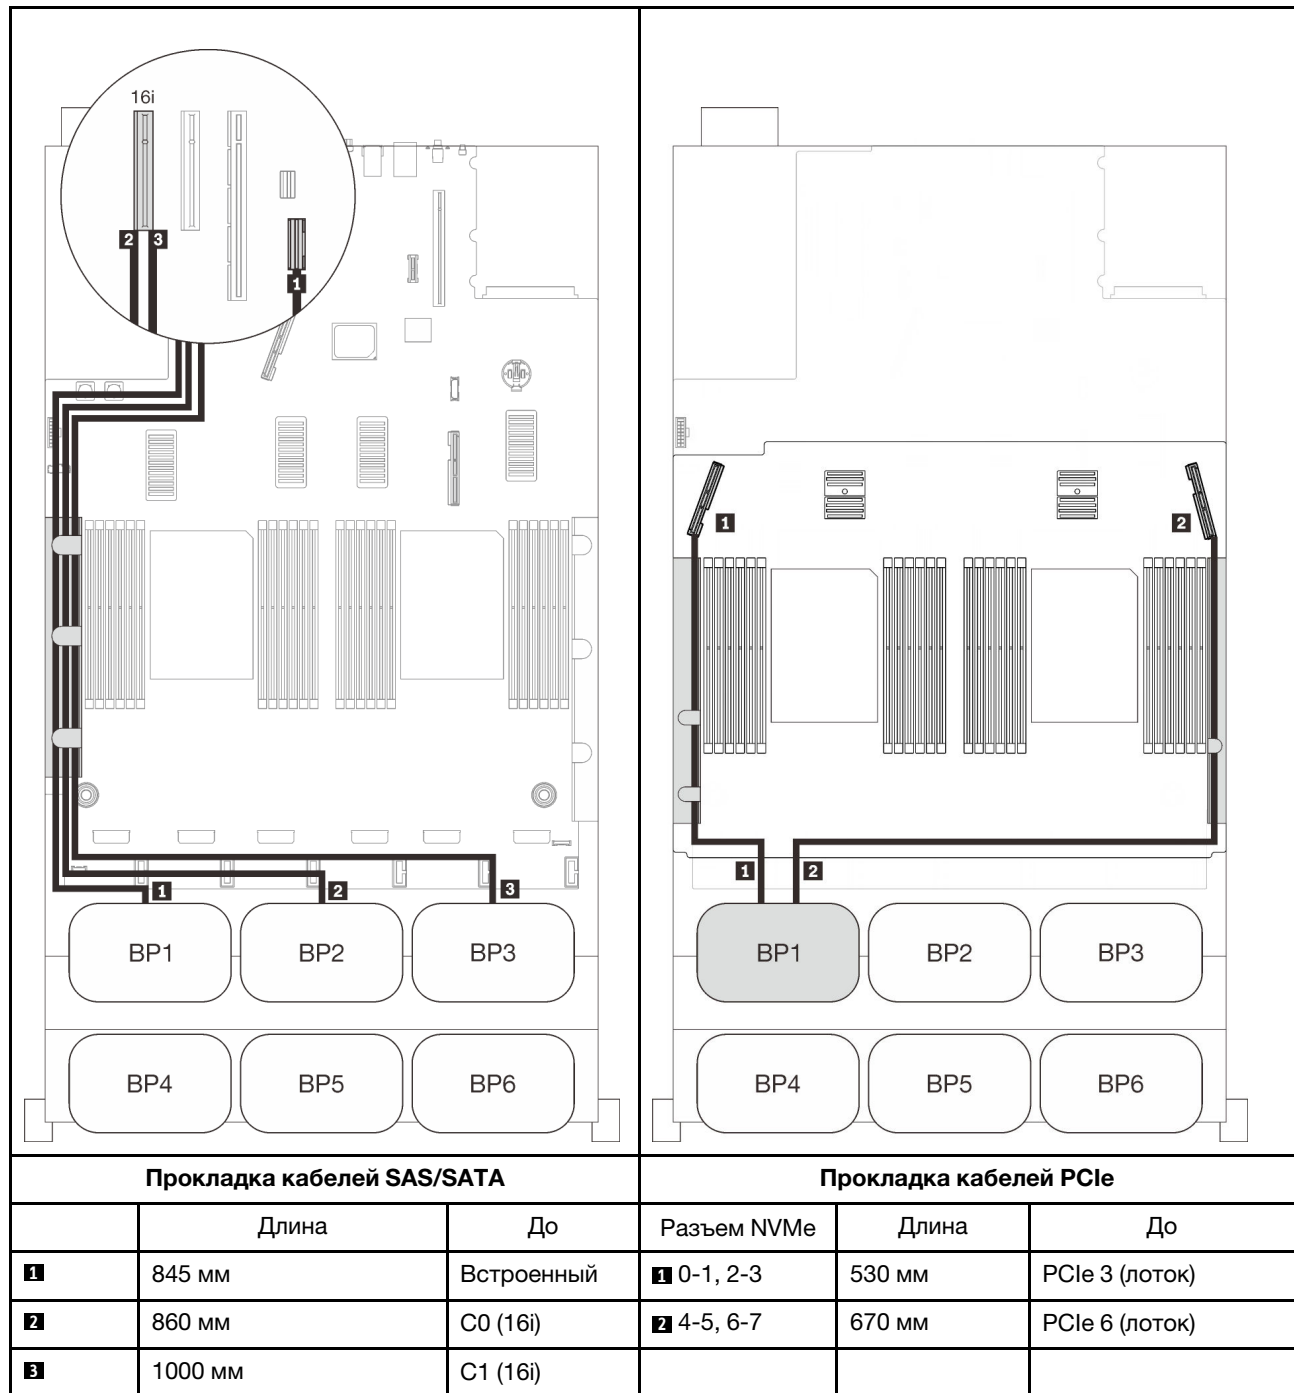 16i
2 3
1
1
2
1 2 3
1 2
BP1 BP2 BP3
BP4 BP5 BP6
BP1 BP2 BP3
BP4 BP5 BP6
Прокладка кабелей SAS/SATA
Прокладка кабелей PCIe
Длина До Разъем NVMe Длина До
1 845 мм Встроенный 1 0-1, 2-3 530 мм PCIe 3 (лоток)
2 860 мм C0 (16i) 2 4-5, 6-7 670 мм PCIe 6 (лоток)
3 1000 мм C1 (16i)